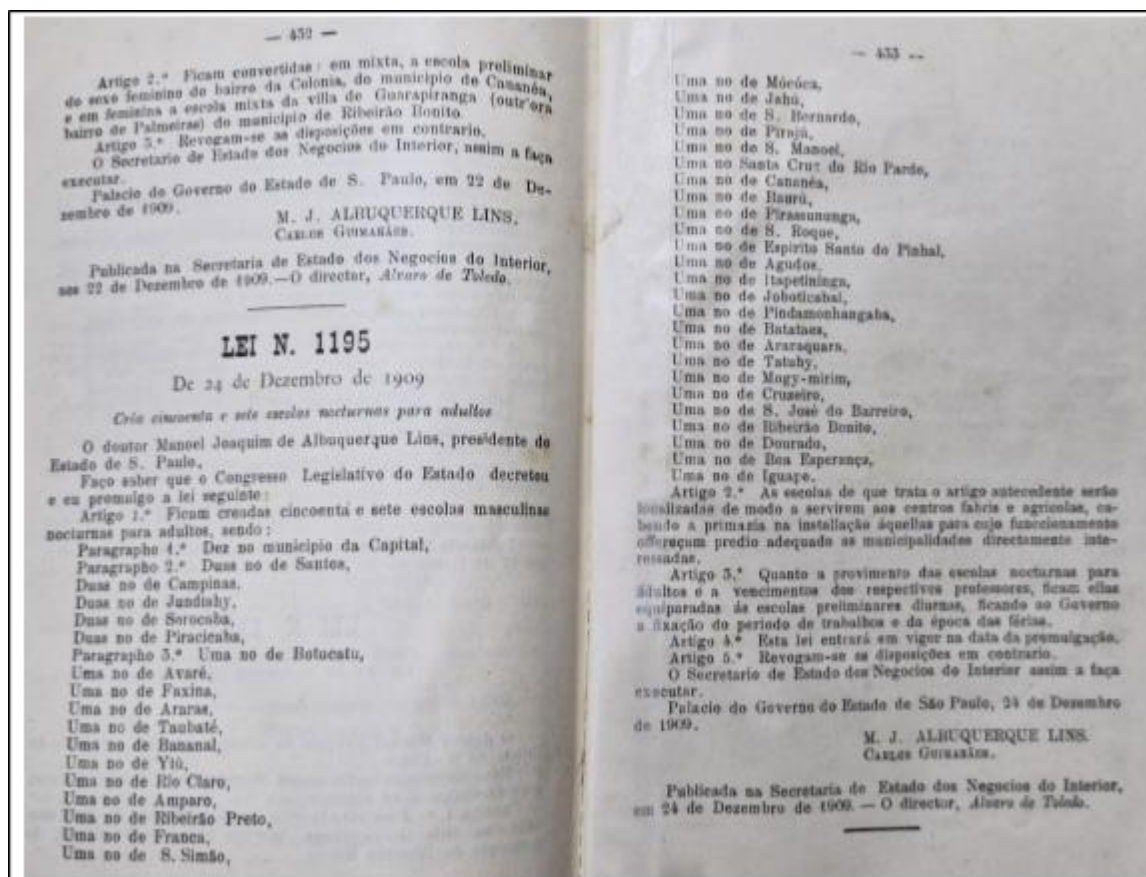 — 432 —
Artigo 2.º Ficam convertidas: em mixta, a escola preliminar
do sexo feminino do bairro da Colonia, do municipio de Cananéa,
e em feminina a escola mixta da villa de Guarapiranga (outr'ora
bairro de Palmeiras) do municipio de Ribeirão Bonito.
Artigo 3.º Revogam-se as disposições em contrario.
O Secretario de Estado dos Negocios do Interior, assim a faça
executar.
Palacio do Governo do Estado de S. Paulo, em 22 de De-
zembro de 1909.
M. J. ALBUQUERQUE LINS.
CARLOS GUIMARÃES.
Publicada na Secretaria de Estado dos Negocios do Interior,
aos 22 de Dezembro de 1909.—O director, Alvaro de Toledo.
LEI N. 1195
De 24 de Dezembro de 1909
Cria cincoenta e sete escolas nocturnas para adultos
O doutor Manoel Joaquim de Albuquerque Lins, presidente do
Estado de S. Paulo,
Faço saber que o Congresso Legislativo do Estado decretou
e eu promulgo a lei seguinte:
Artigo 1.º Ficam creadas cincoenta e sete escolas masculinas
nocturnas para adultos, sendo:
Paragrapho 1.º Dez no municipio da Capital,
Paragrapho 2.º Duas no de Santos,
Duas no de Campinas,
Duas no de Jundiahy,
Duas no de Sorocaba,
Duas no de Piracicaba,
Paragrapho 3.º Uma no de Botucatu,
Uma no de Avaré,
Uma no de Faxina,
Uma no de Araras,
Uma no de Taubaté,
Uma no de Bananal,
Uma no de Ytú,
Uma no de Rio Claro,
Uma no de Amparo,
Uma no de Ribeirão Preto,
Uma no de Franca,
Uma no de S. Simão,
— 433 —
Uma no de Mócóca,
Uma no de Jahú,
Uma no de S. Bernardo,
Uma no de Pirajú,
Uma no de S. Manoel,
Uma no Santa Cruz do Rio Pardo,
Uma no de Cananéa,
Uma no de Baurú,
Uma no de Pirassununga,
Uma no de S. Roque,
Uma no de Espirito Santo do Pinhal,
Uma no de Agudos,
Uma no de Itapetininga,
Uma no de Joboticabal,
Uma no de Pindamonhangaba,
Uma no de Batataes,
Uma no de Araraquara,
Uma no de Tatuhy,
Uma no de Mogy-mirim,
Uma no de Cruzeiro,
Uma no de S. José do Barreiro,
Uma no de Ribeirão Bonito,
Uma no de Dourado,
Uma no de Boa Esperança,
Uma no de Iguape.
Artigo 2.º As escolas de que trata o artigo antecedente serão
localizadas de modo a servirem aos centros fabris e agricolas, ca-
bendo a primazia na installação áquellas para cujo funccionamento
offereçam predio adequado as municipalidades directamente inte-
ressadas.
Artigo 3.º Quanto a provimento das escolas nocturnas para
adultos e a vencimentos dos respectivos professores, ficam ellas
equiparadas ás escolas preliminares diurnas, ficando ao Governo
a fixação do periodo de trabalhos e da época das férias.
Artigo 4.º Esta lei entrará em vigor na data da promulgação.
Artigo 5.º Revogam-se as disposições em contrario.
O Secretario de Estado dos Negocios do Interior assim a faça
executar.
Palacio do Governo do Estado de São Paulo, 24 de Dezembro
de 1909.
M. J. ALBUQUERQUE LINS.
CARLOS GUIMARÃES.
Publicada na Secretaria de Estado dos Negocios do Interior,
em 24 de Dezembro de 1909. — O director, Alvaro de Toledo.